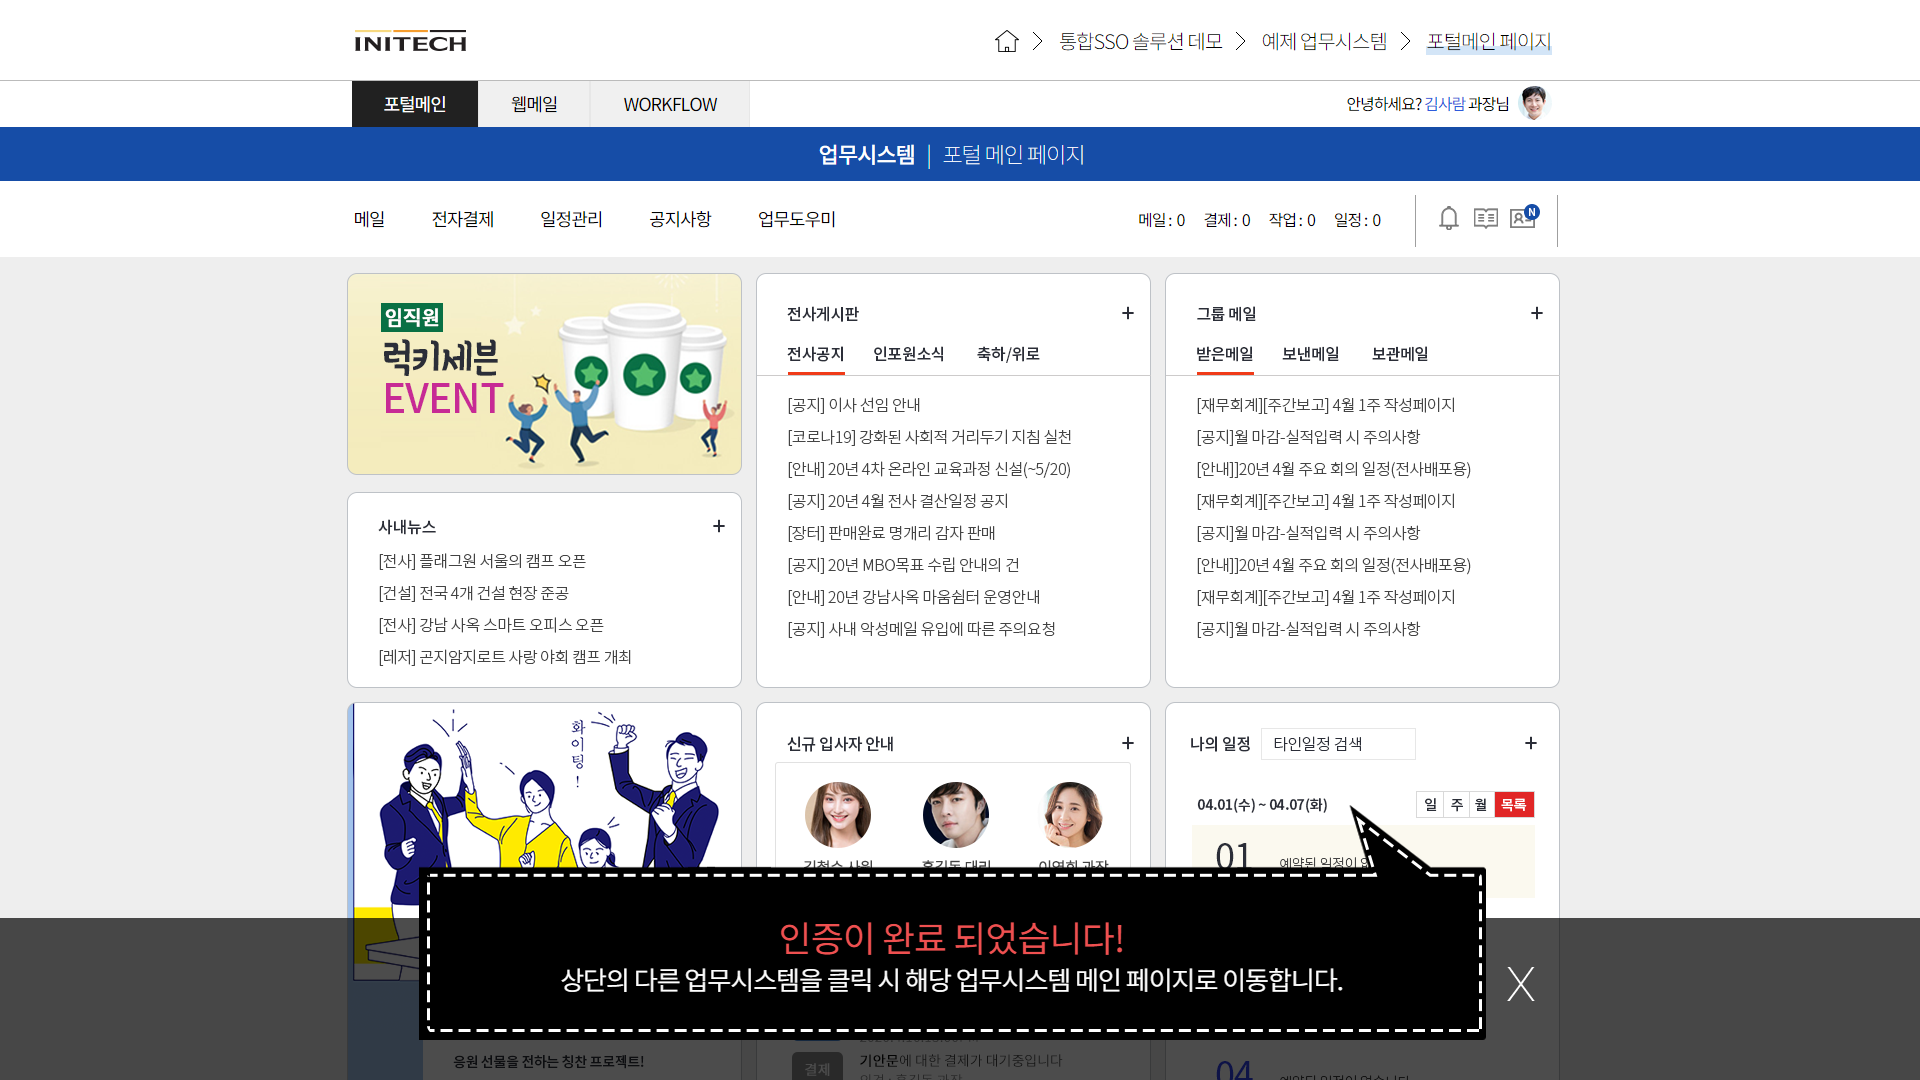 INITECH
통합SSO 솔루션 데모
예제 업무시스템
포털메인 페이지
포털메인
웹메일
WORKFLOW
안녕하세요? 김사람 과장님
업무시스템 | 포털 메인 페이지
메일
전자결제
일정관리
공지사항
업무도우미
메일 : 0
결제 : 0
작업 : 0
일정 : 0
N
임직원
럭키세븐
EVENT
사내뉴스
[전사] 플래그원 서울의 캠프 오픈
[건설] 전국 4개 건설 현장 준공
[전사] 강남 사옥 스마트 오피스 오픈
[레저] 곤지암지로트 사랑 야회 캠프 개최
전사게시판
전사공지
인포원소식
축하/위로
[공지] 이사 선임 안내
[코로나19] 강화된 사회적 거리두기 지침 실천
[안내] 20년 4차 온라인 교육과정 신설(~5/20)
[공지] 20년 4월 전사 결산일정 공지
[장터] 판매완료 명개리 감자 판매
[공지] 20년 MBO목표 수립 안내의 건
[안내] 20년 강남사옥 마움쉼터 운영안내
[공지] 사내 악성메일 유입에 따른 주의요청
그룹 메일
받은메일
보낸메일
보관메일
[재무회계][주간보고] 4월 1주 작성페이지
[공지]월 마감-실적입력 시 주의사항
[안내]]20년 4월 주요 회의 일정(전사배포용)
[재무회계][주간보고] 4월 1주 작성페이지
[공지]월 마감-실적입력 시 주의사항
[안내]]20년 4월 주요 회의 일정(전사배포용)
[재무회계][주간보고] 4월 1주 작성페이지
[공지]월 마감-실적입력 시 주의사항
화이팅!
신규 입사자 안내
김철수 사원
홍길동 대리
이영희 과장
나의 일정
타인일정 검색
04.01(수) ~ 04.07(화)
일
주
월
목록
01
예약된 일정이
인증이 완료 되었습니다!
상단의 다른 업무시스템을 클릭 시 해당 업무시스템 메인 페이지로 이동합니다.
X
응원 선물을 전하는 칭찬 프로젝트!
결제
기안문에 대한 결제가 대기중입니다
04
예약된 일정이 없습니다